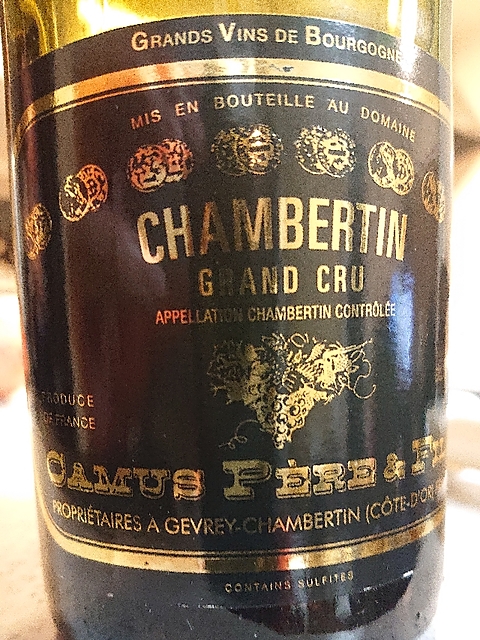 GRANDS VINS DE BOURGOGNE
MIS EN BOUTEILLE AU DOMAINE
CHAMBERTIN
GRAND CRU
APPELLATION CHAMBERTIN CONTRÔLÉE
PRODUCE
OF FRANCE
CAMUS PÈRE &
PROPRIÉTAIRES À GEVREY-CHAMBERTIN (CÔTE-D'OR)
CONTAINS SULFITES